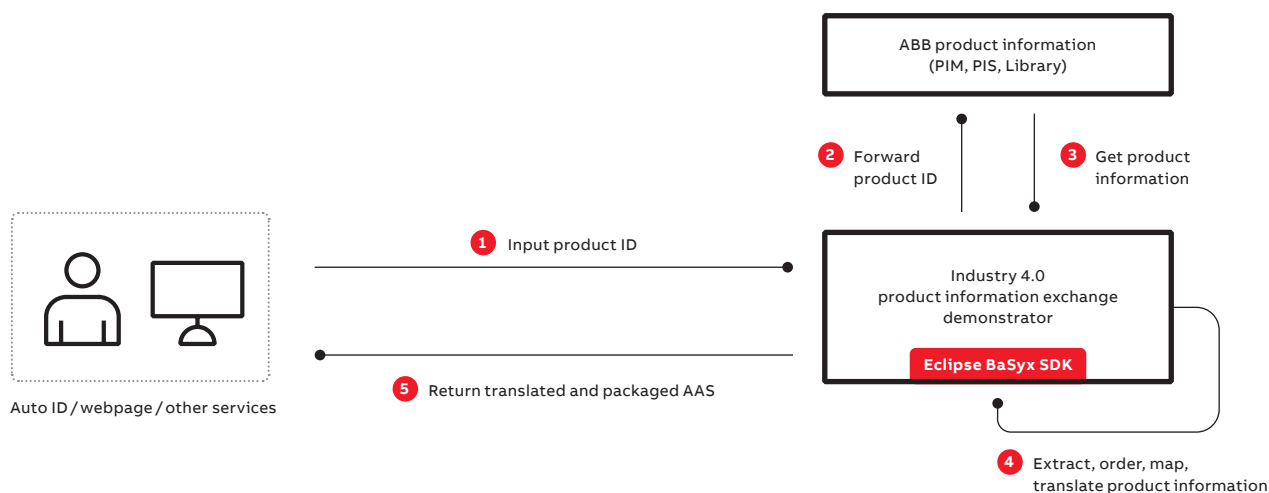 ABB product information
(PIM, PIS, Library)
2 Forward
product ID
3 Get product
information
1 Input product ID
Industry 4.0
product information exchange
demonstrator
Eclipse BaSyx SDK
5 Return translated and packaged AAS
Auto ID / webpage / other services
4 Extract, order, map,
translate product information